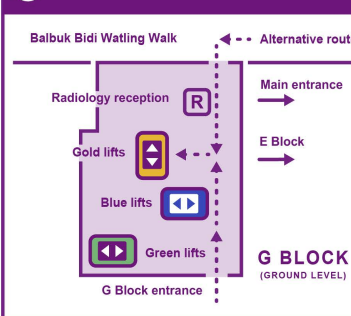 Balbuk Bidi Watling Walk
Alternative rout
Main entrance
Radiology reception
R
E Block
Gold lifts
Blue lifts
Green lifts
G BLOCK
(GROUND LEVEL)
G Block entrance